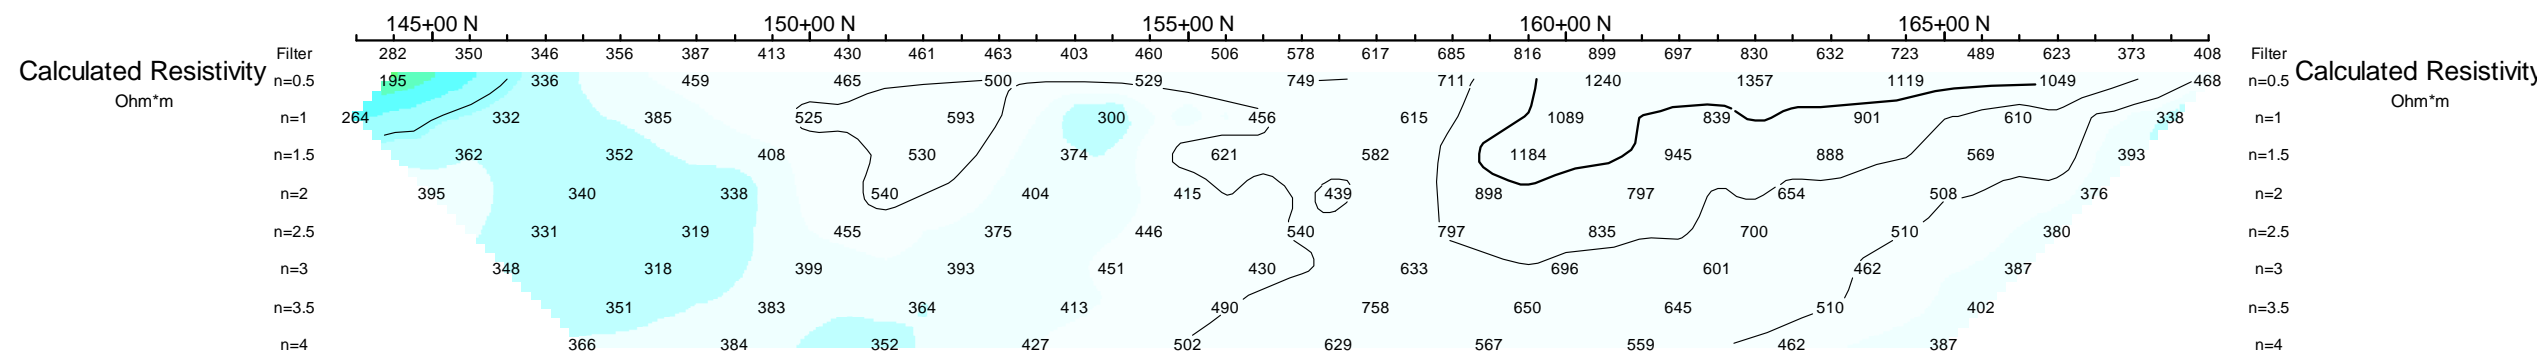 145+00 N 150+00 N 155+00 N 160+00 N 165+00 N
Filter 282 350 346 356 387 413 430 461 463 403 460 506 578 617 685 816 899 697 830 632 723 489 623 373 408 Filter
Calculated Resistivity Calculated Resistivity
n=0.5 195 336 459 465 500 529 749 711 1240 1357 1119 1049 468 n=0.5
Ohm*m Ohm*m
n=1 264 332 385 525 593 300 456 615 1089 839 901 610 338 n=1
n=1.5 362 352 408 530 374 621 582 1184 945 888 569 393 n=1.5
n=2 395 340 338 540 404 415 439 898 797 654 508 376 n=2
n=2.5 331 319 455 375 446 540 797 835 700 510 380 n=2.5
n=3 348 318 399 393 451 430 633 696 601 462 387 n=3
n=3.5 351 383 364 413 490 758 650 645 510 402 n=3.5
n=4 366 384 352 427 502 629 567 559 462 387 n=4